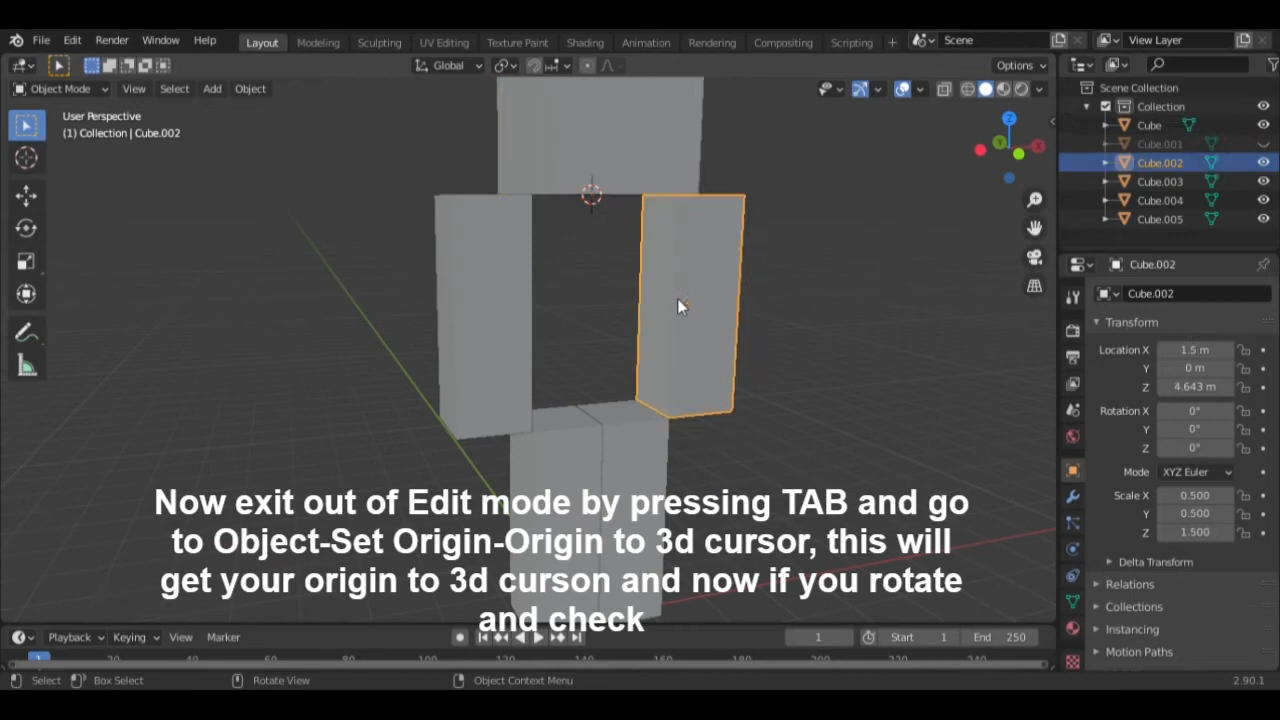 File Edit Render Window Help Layout Modeling Sculpting UV Editing Texture Paint Shading Animation Rendering Compositing Scripting + Scene View Layer
Global Options
Object Mode View Select Add Object
User Perspective
(1) Collection | Cube.002
Z
Y
X
Scene Collection
Collection
Cube
Cube.001
Cube.002
Cube.003
Cube.004
Cube.005
Cube.002
Cube.002
Transform
Location X 1.5 m
Y 0 m
Z 4.643 m
Rotation X 0°
Y 0°
Z 0°
Mode XYZ Euler
Scale X 0.500
Y 0.500
Z 1.500
Delta Transform
Relations
Collections
Instancing
Motion Paths
Now exit out of Edit mode by pressing TAB and go
to Object-Set Origin-Origin to 3d cursor, this will
get your origin to 3d curson and now if you rotate
and check
Playback Keying View Marker 1 Start 1 End 250
1
Select Box Select Rotate View Object Context Menu 2.90.1